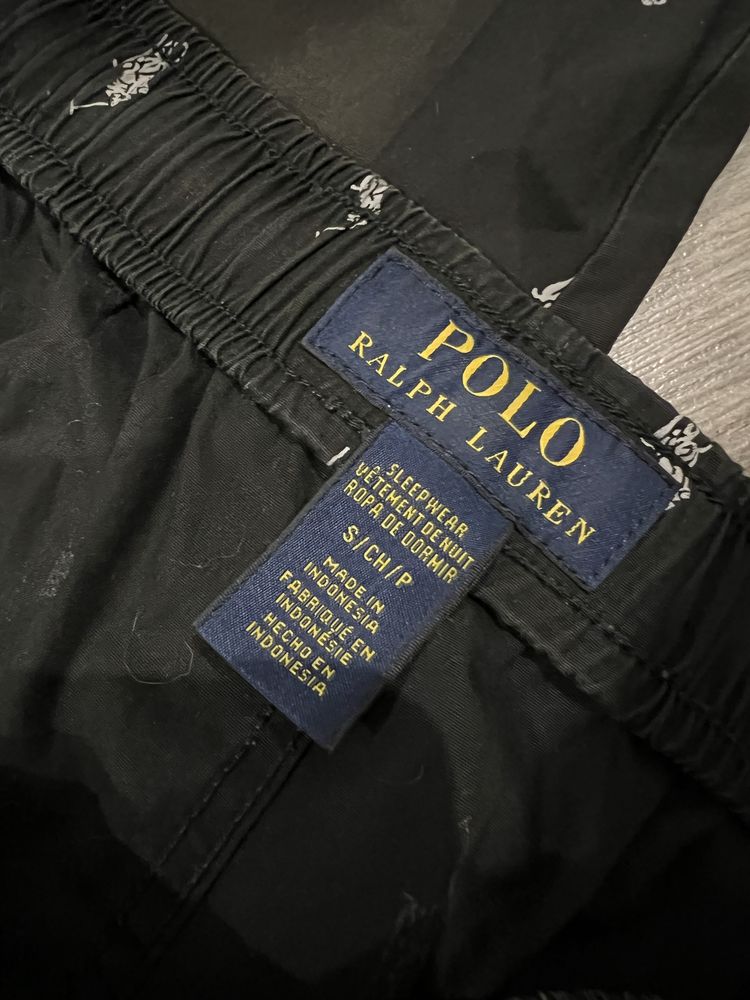 POLO
RALPH LAUREN
SLEEPWEAR
VÊTEMENT DE NUIT
ROPA DE DORMIR
S/CH/P
MADE IN
INDONESIA
FABRIQUÉ EN
INDONÉSIE
HECHO EN
INDONESIA